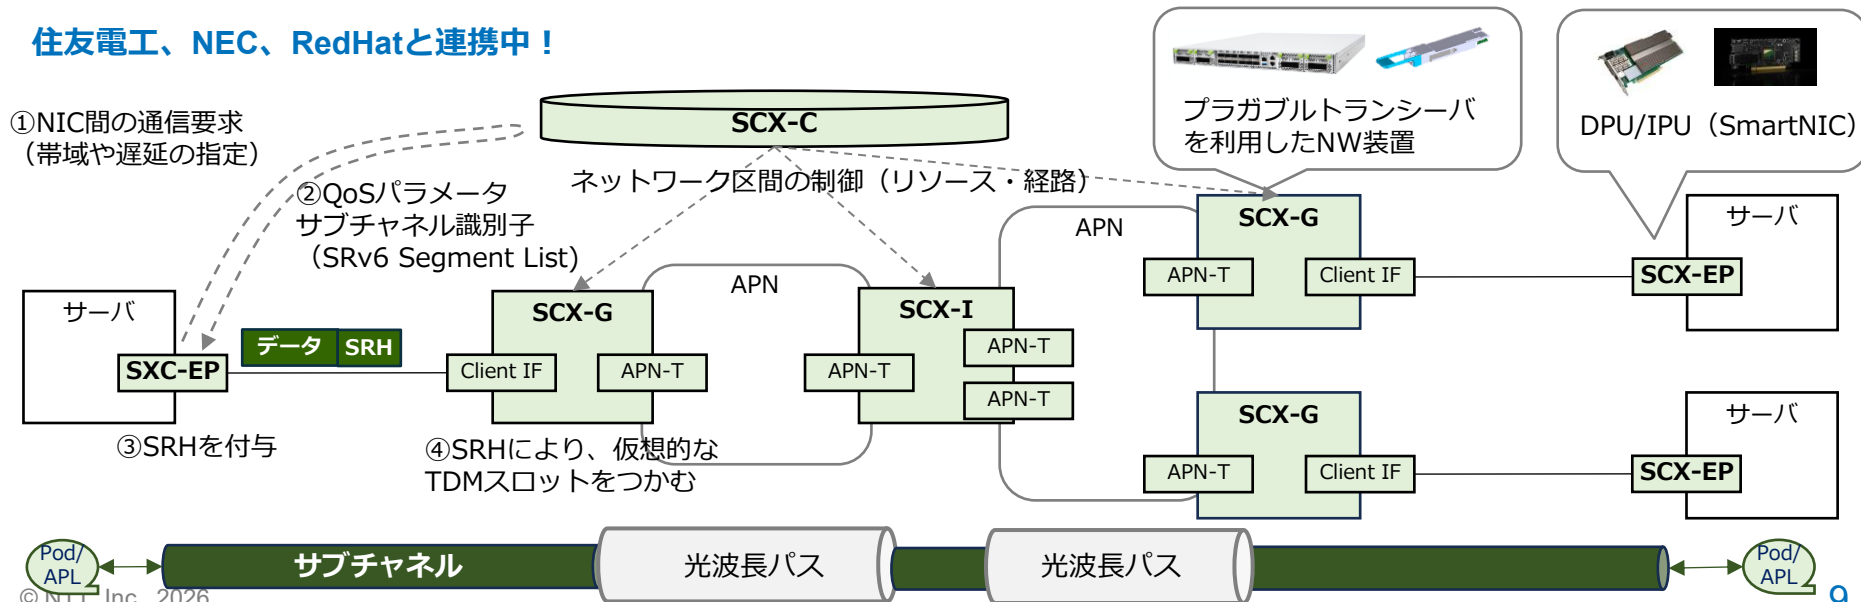 住友電工、NEC、RedHatと連携中！
プラガブルトランシーバ
を利用したNW装置
DPU/IPU（SmartNIC）
SCX-C
①NIC間の通信要求
（帯域や遅延の指定）
②QoSパラメータ
サブチャネル識別子
（SRv6 Segment List)
ネットワーク区間の制御（リソース・経路）
サーバ
SXC-EP
データ
SRH
③SRHを付与
SCX-G
Client IF
APN-T
④SRHにより、仮想的な
TDMスロットをつかむ
APN
SCX-I
APN-T
APN-T
APN-T
APN
SCX-G
APN-T
Client IF
サーバ
SCX-EP
SCX-G
APN-T
Client IF
サーバ
SCX-EP
Pod/
APL
サブチャネル
光波長パス
光波長パス
Pod/
APL
© NTT, Inc. 2026
9